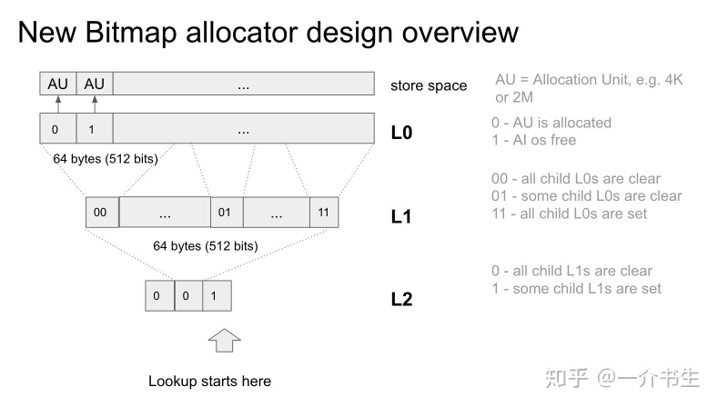 New Bitmap allocator design overview
AU AU ... store space
AU = Allocation Unit, e.g. 4K
or 2M
0 1 ... L0
0 - AU is allocated
1 - AI os free
64 bytes (512 bits)
00 ... 01 ... 11 L1
00 - all child L0s are clear
01 - some child L0s are clear
11 - all child L0s are set
64 bytes (512 bits)
0 0 1 L2
0 - all child L1s are clear
1 - some child L1s are set
Lookup starts here
知乎 @一介书生